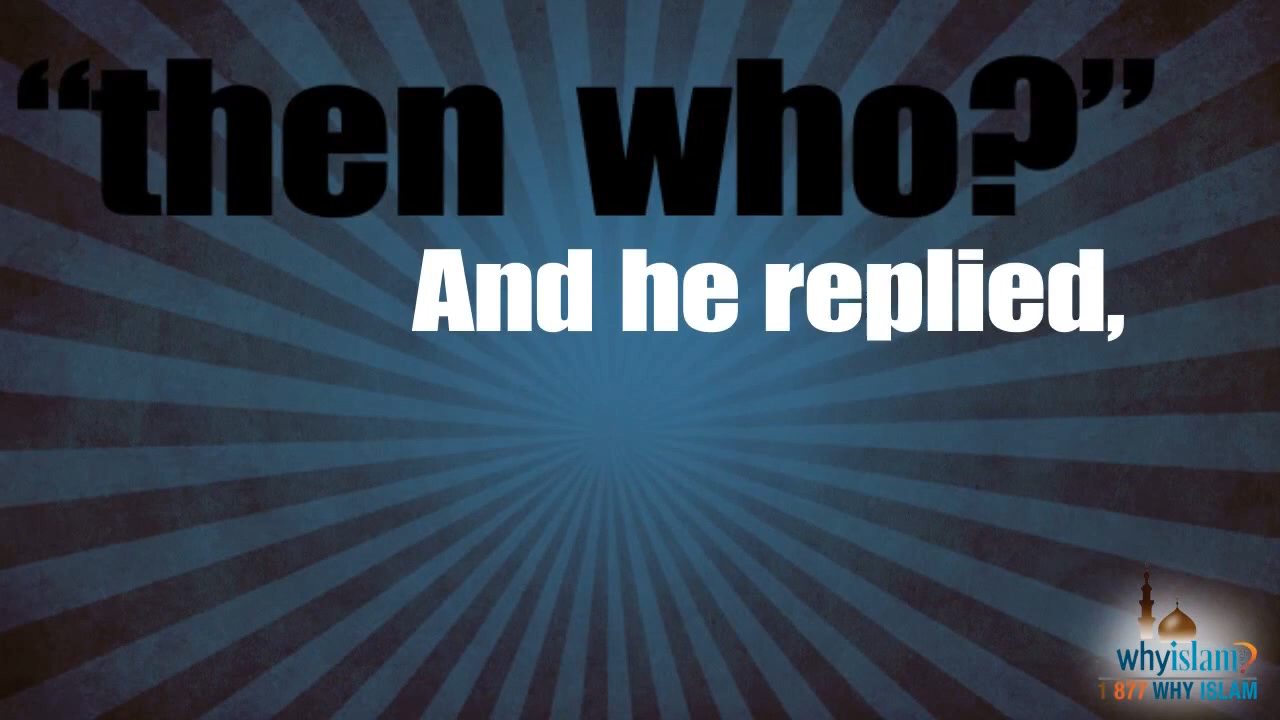 “then who?”
And he replied,
whyislam?
1 877 WHY ISLAM